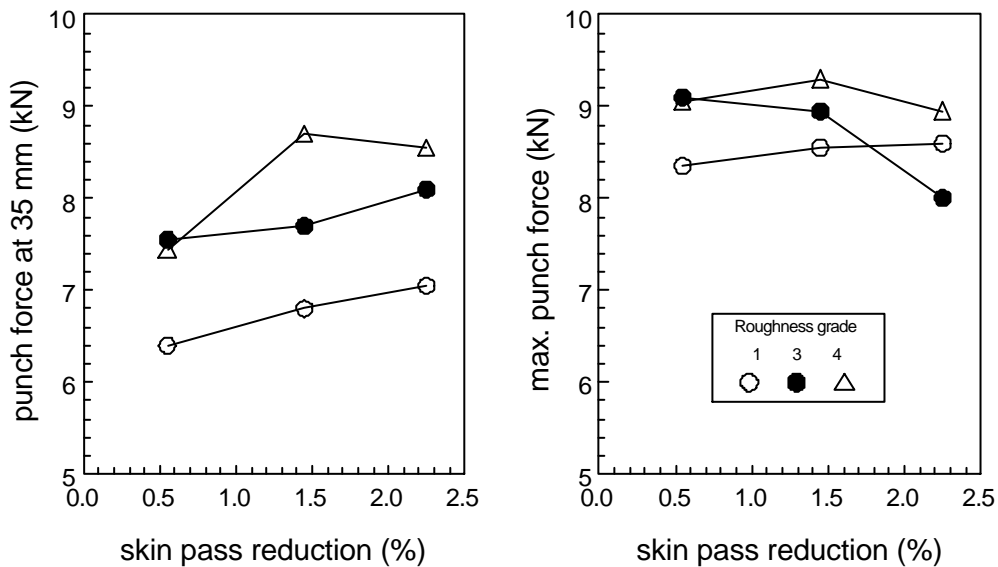 punch force at 35 mm (kN)
10
9
8
7
6
5
0.0 0.5 1.0 1.5 2.0 2.5
skin pass reduction (%)
max. punch force (kN)
10
9
8
7
6
5
0.0 0.5 1.0 1.5 2.0 2.5
skin pass reduction (%)
Roughness grade
1 3 4